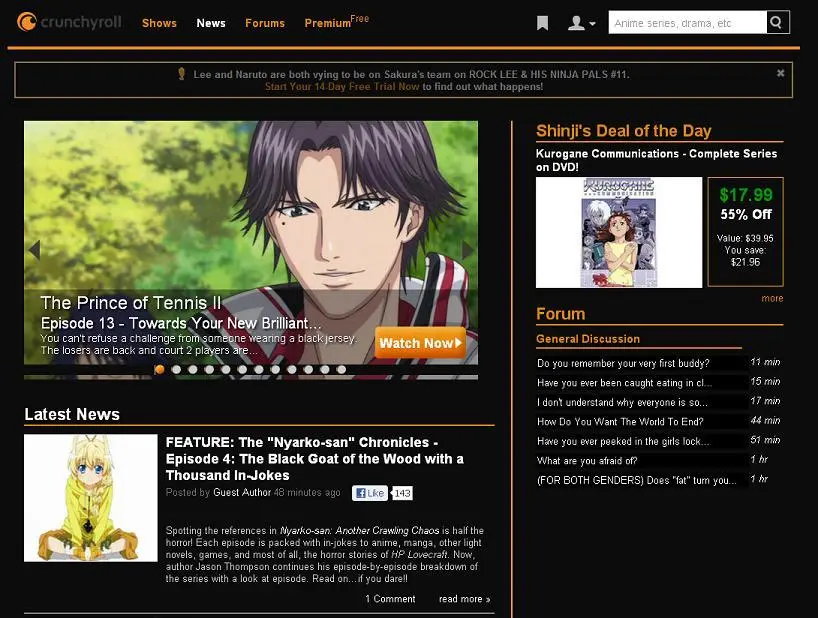 crunchyroll Shows News Forums Premium Free Anime series, drama, etc
Lee and Naruto are both vying to be on Sakura's team on ROCK LEE & HIS NINJA PALS #11.
Start Your 14-Day Free Trial Now to find out what happens!
The Prince of Tennis II
Episode 13 - Towards Your New Brilliant...
You can't refuse a challenge from someone wearing a black jersey.
The losers are back and court 2 players are...
Watch Now
Latest News
FEATURE: The "Nyarko-san" Chronicles -
Episode 4: The Black Goat of the Wood with a
Thousand In-Jokes
Posted by Guest Author 48 minutes ago Like 143
Spotting the references in Nyarko-san: Another Crawling Chaos is half the
horror! Each episode is packed with in-jokes to anime, manga, other light
novels, games, and most of all, the horror stories of HP Lovecraft. Now,
author Jason Thompson continues his episode-by-episode breakdown of
the series with a look at episode. Read on...if you dare!!
1 Comment read more »
Shinji's Deal of the Day
Kurogane Communications - Complete Series
on DVD!
KUROGANE
COMMUNICATION
$17.99
55% Off
Value: $39.95
You save:
$21.96
more
Forum
General Discussion
Do you remember your very first buddy? 11 min
Have you ever been caught eating in cl... 15 min
I don't understand why everyone is so... 17 min
How Do You Want The World To End? 44 min
Have you ever peeked in the girls lock... 51 min
What are you afraid of? 1 hr
(FOR BOTH GENDERS) Does "fat" turn you... 1 hr